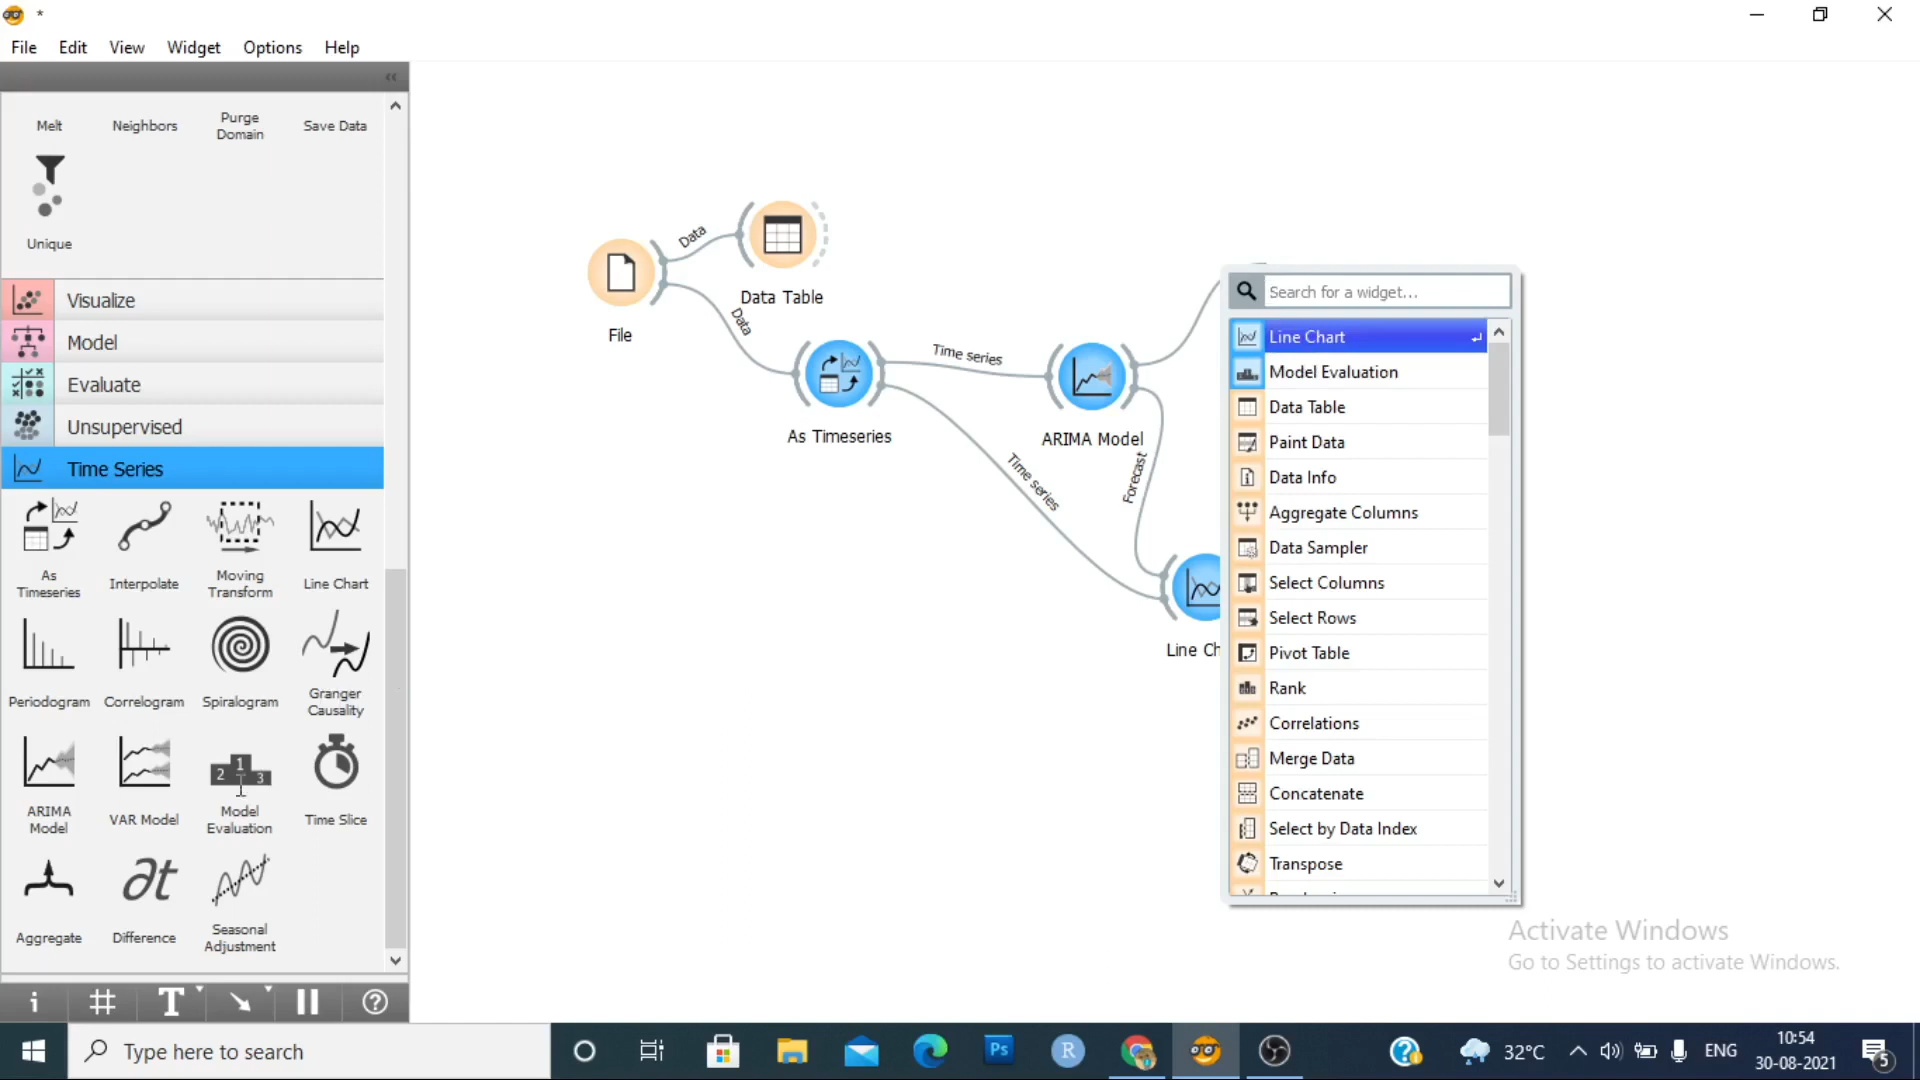 *
File Edit View Widget Options Help
Melt
Neighbors
Purge
Domain
Save Data
Unique
Visualize
Model
Evaluate
Unsupervised
Time Series
As
Timeseries
Interpolate
Moving
Transform
Line Chart
Periodogram
Correlogram
Spiralogram
Granger
Causality
2 1 3
ARIMA
Model
VAR Model
Model
Evaluation
Time Slice
∂t
Aggregate
Difference
Seasonal
Adjustment
Data
Data Table
File
Data
As Timeseries
Time series
ARIMA Model
Time series
Forecast
Line Ch
Search for a widget...
Line Chart
Model Evaluation
Data Table
Paint Data
Data Info
Aggregate Columns
Data Sampler
Select Columns
Select Rows
Pivot Table
Rank
Correlations
Merge Data
Concatenate
Select by Data Index
Transpose
Activate Windows
Go to Settings to activate Windows.
i # T ?
Type here to search
Ps
R
32°C
ENG
10:54
30-08-2021
5